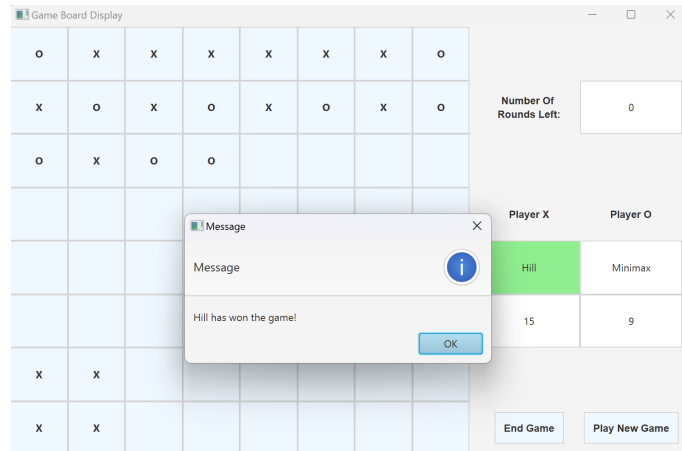 Game Board Display
O X X X X X X O
X O X O X O X O
Number Of
Rounds Left:
0
O X O O
Player X Player O
Message
Message
Hill Minimax
Hill has won the game!
15 9
OK
X X
X X
End Game Play New Game